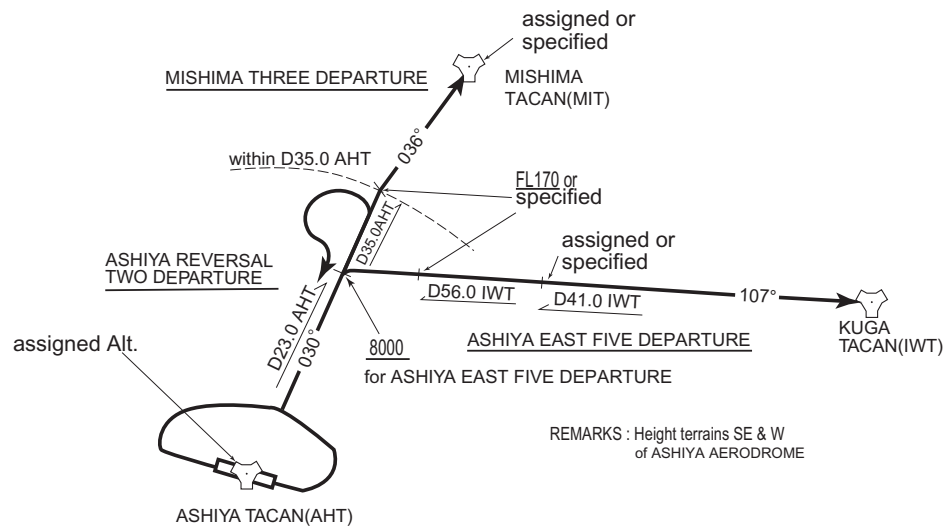 assigned or
specified
MISHIMA THREE DEPARTURE
MISHIMA
TACAN(MIT)
036°
within D35.0 AHT
FL170 or
specified
D35.0AHT
assigned or
specified
ASHIYA REVERSAL
TWO DEPARTURE
D56.0 IWT
D41.0 IWT
107°
KUGA
TACAN(IWT)
D23.0 AHT
030°
8000
ASHIYA EAST FIVE DEPARTURE
assigned Alt.
for ASHIYA EAST FIVE DEPARTURE
REMARKS : Height terrains SE & W
of ASHIYA AERODROME
ASHIYA TACAN(AHT)